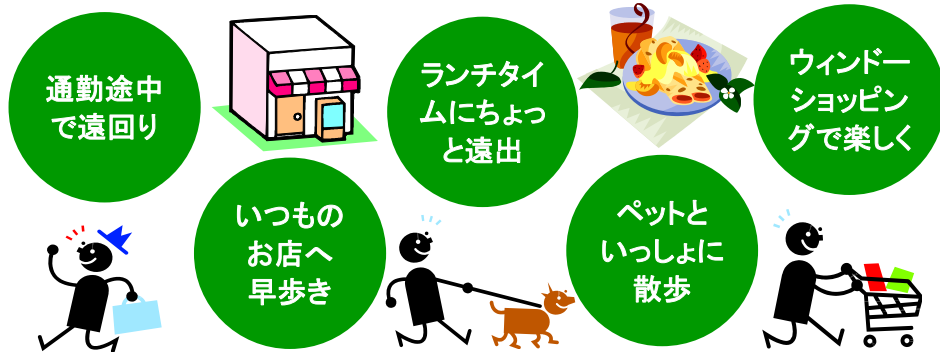 通勤途中
で遠回り
いつもの
お店へ
早歩き
ランチタイ
ムにちょっ
と遠出
ペットと
いっしょに
散歩
ウィンドー
ショッピン
グで楽しく